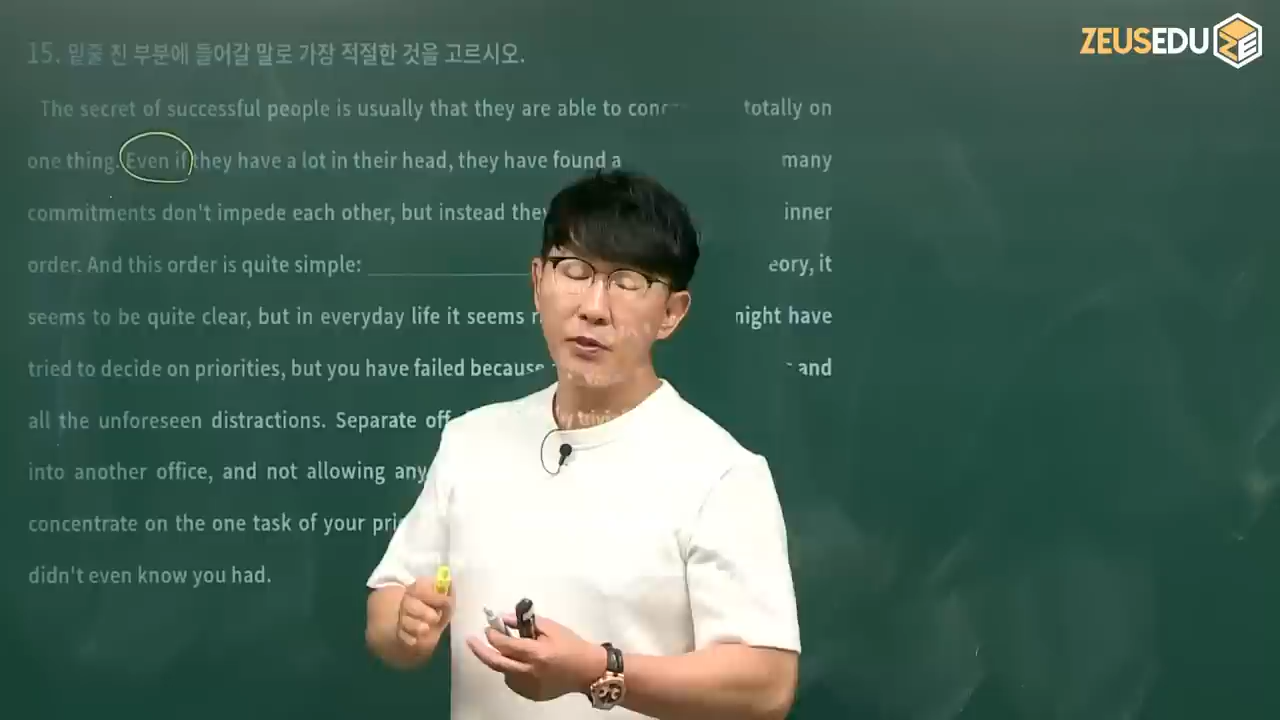 ZEUSEDU
15. 밑줄 친 부분에 들어갈 말로 가장 적절한 것을 고르시오.
The secret of successful people is usually that they are able to totally on
one thing. Even if they have a lot in their head, they have found a many
commitments don't impede each other, but instead they inner
order. And this order is quite simple: it
seems to be quite clear, but in everyday life it seems have
tried to decide on priorities, but you have failed because and
all the unforeseen distractions. Separate off
into another office, and not allowing any
concentrate on the one task of your
didn't even know you had.